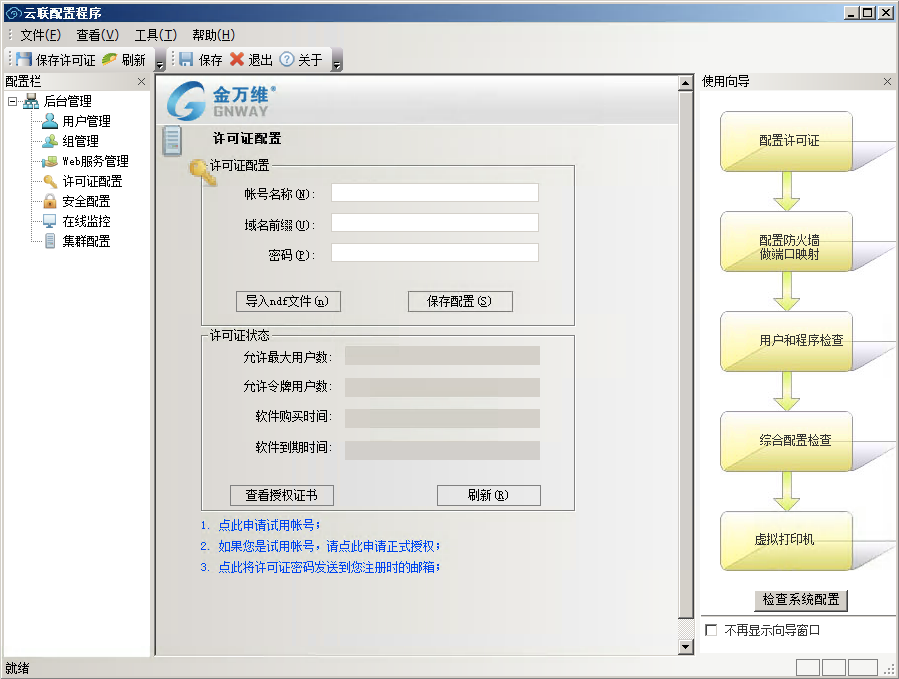 云联配置程序
文件(F) 查看(V) 工具(T) 帮助(H)
保存许可证 刷新 保存 退出 关于
配置栏
后台管理
用户管理
组管理
Web服务管理
许可证配置
安全配置
在线监控
集群配置
金万维®
GNWAY
许可证配置
许可证配置
帐号名称(N):
域名前缀(U):
密码(P):
导入ndf文件(n) 保存配置(S)
许可证状态
允许最大用户数:
允许令牌用户数:
软件购买时间:
软件到期时间:
查看授权证书 刷新(R)
1. 点此申请试用帐号;
2. 如果您是试用帐号,请点此申请正式授权;
3. 点此将许可证密码发送到您注册时的邮箱;
使用向导
配置许可证
配置防火墙
做端口映射
用户和程序检查
综合配置检查
虚拟打印机
检查系统配置
不再显示向导窗口
就绪